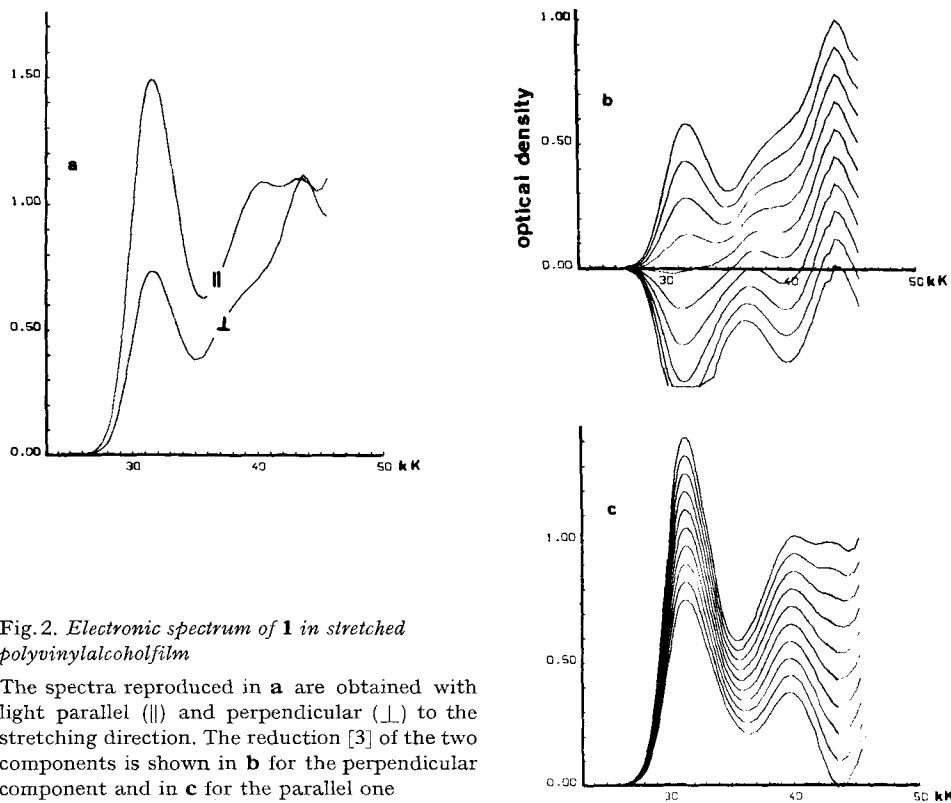 1.50
1.00
0.50
0.00
a
||
⊥
30
40
50 kK
1.00
0.50
0.00
optical density
b
30
40
50 kK
1.00
0.50
0.00
c
30
40
50 kK
Fig. 2. Electronic spectrum of 1 in stretched
polyvinylalcoholfilm
The spectra reproduced in a are obtained with
light parallel (||) and perpendicular (⊥) to the
stretching direction. The reduction [3] of the two
components is shown in b for the perpendicular
component and in c for the parallel one